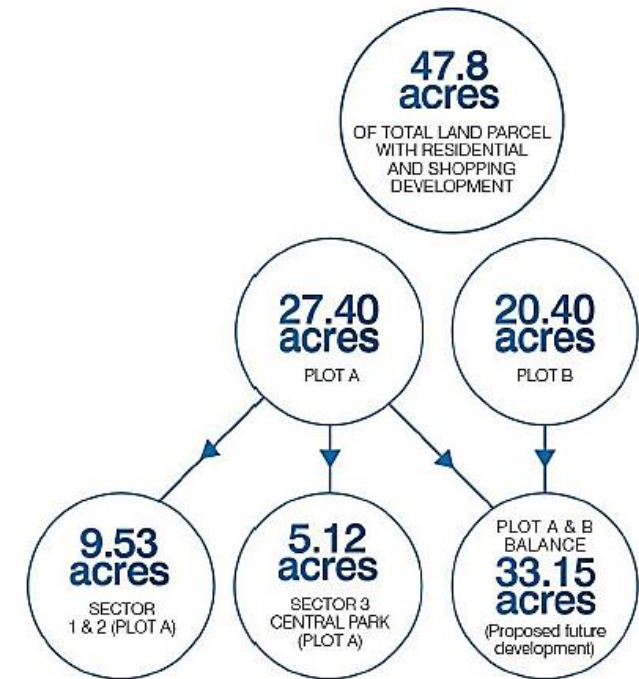 47.8
acres
OF TOTAL LAND PARCEL
WITH RESIDENTIAL
AND SHOPPING
DEVELOPMENT
27.40
acres
PLOT A
20.40
acres
PLOT B
9.53
acres
SECTOR
1 & 2 (PLOT A)
5.12
acres
SECTOR 3
CENTRAL PARK
(PLOT A)
PLOT A & B
BALANCE
33.15
acres
(Proposed future
development)